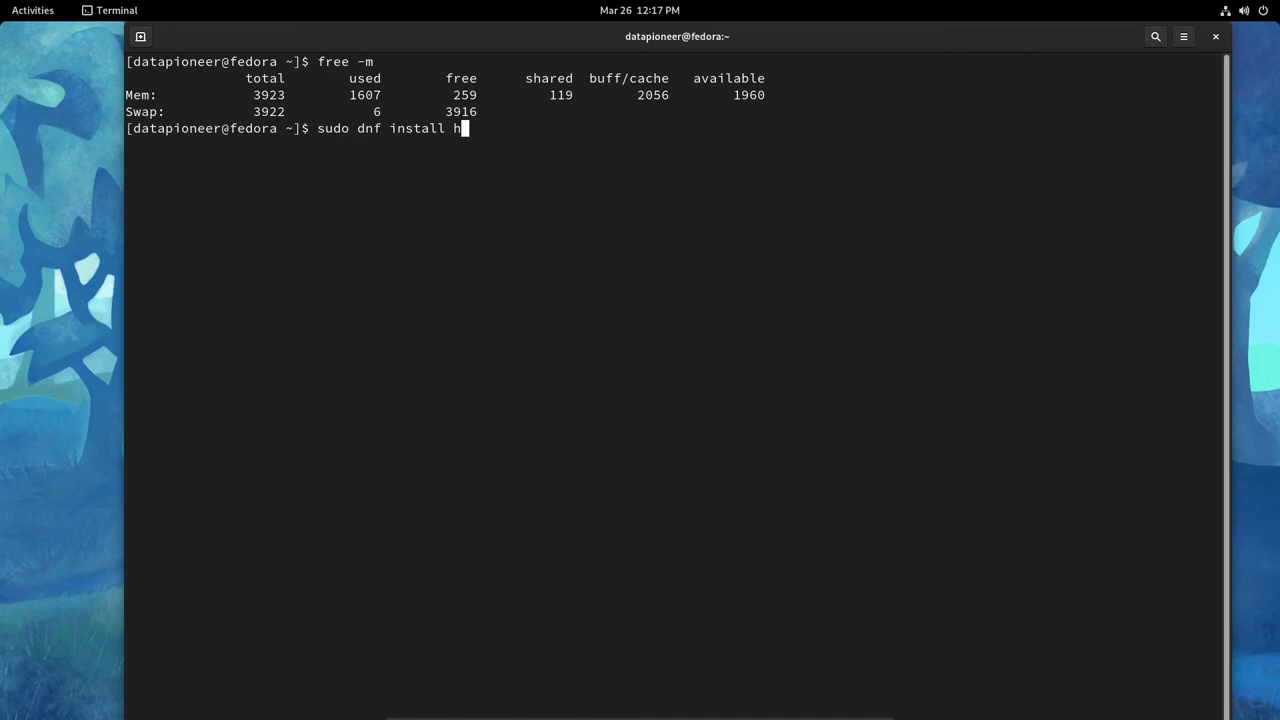 Activities Terminal Mar 26 12:17 PM
datapioneer@fedora:~
[datapioneer@fedora ~]$ free -m
total used free shared buff/cache available
Mem: 3923 1607 259 119 2056 1960
Swap: 3922 6 3916
[datapioneer@fedora ~]$ sudo dnf install h